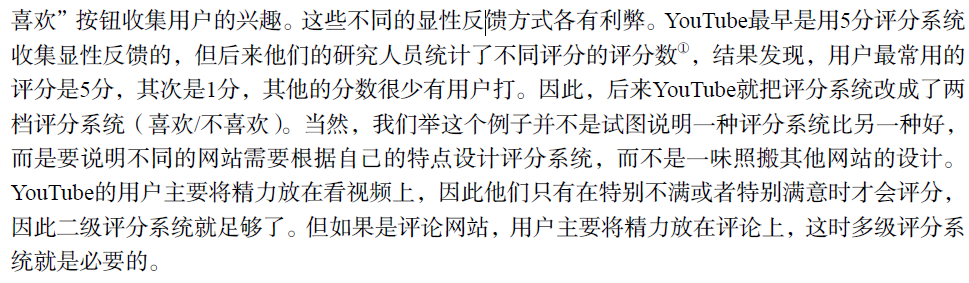 喜欢”按钮收集用户的兴趣。这些不同的显性反馈方式各有利弊。YouTube最早是用5分评分系统
收集显性反馈的，但后来他们的研究人员统计了不同评分的评分数①，结果发现，用户最常用的
评分是5分，其次是1分，其他的分数很少有用户打。因此，后来YouTube就把评分系统改成了两
档评分系统（喜欢/不喜欢）。当然，我们举这个例子并不是试图说明一种评分系统比另一种好，
而是要说明不同的网站需要根据自己的特点设计评分系统，而不是一味照搬其他网站的设计。
YouTube的用户主要将精力放在看视频上，因此他们只有在特别不满或者特别满意时才会评分，
因此二级评分系统就足够了。但如果是评论网站，用户主要将精力放在评论上，这时多级评分系
统就是必要的。